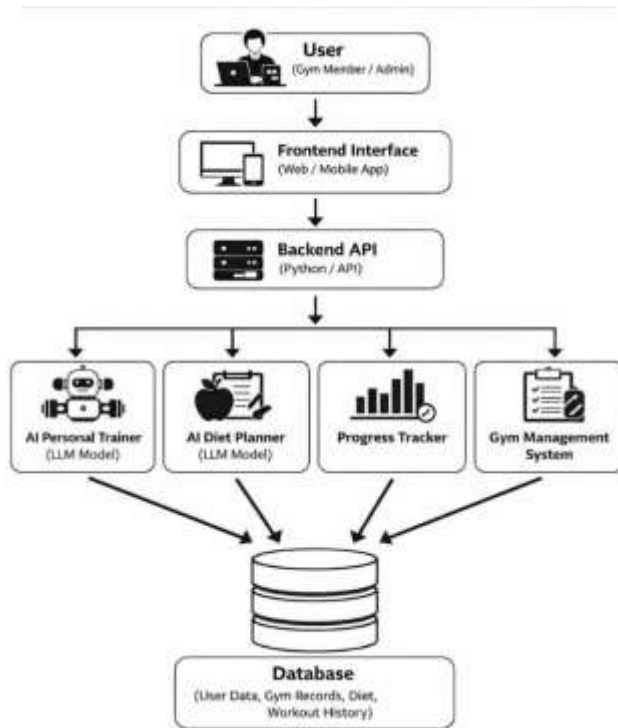 User
(Gym Member / Admin)
Frontend Interface
(Web / Mobile App)
Backend API
(Python / API)
AI Personal Trainer
(LLM Model)
AI Diet Planner
(LLM Model)
Progress Tracker
Gym Management
System
Database
(User Data, Gym Records, Diet,
Workout History)